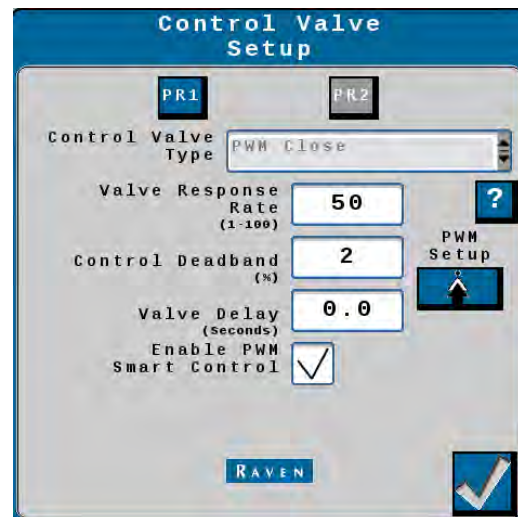 Control Valve
Setup
PR1
PR2
Control Valve
Type
PWM Close
Valve Response
Rate
(1-100)
50
?
Control Deadband
(%)
2
PWM
Setup
Valve Delay
(Seconds)
0.0
Enable PWM
Smart Control
RAVEN